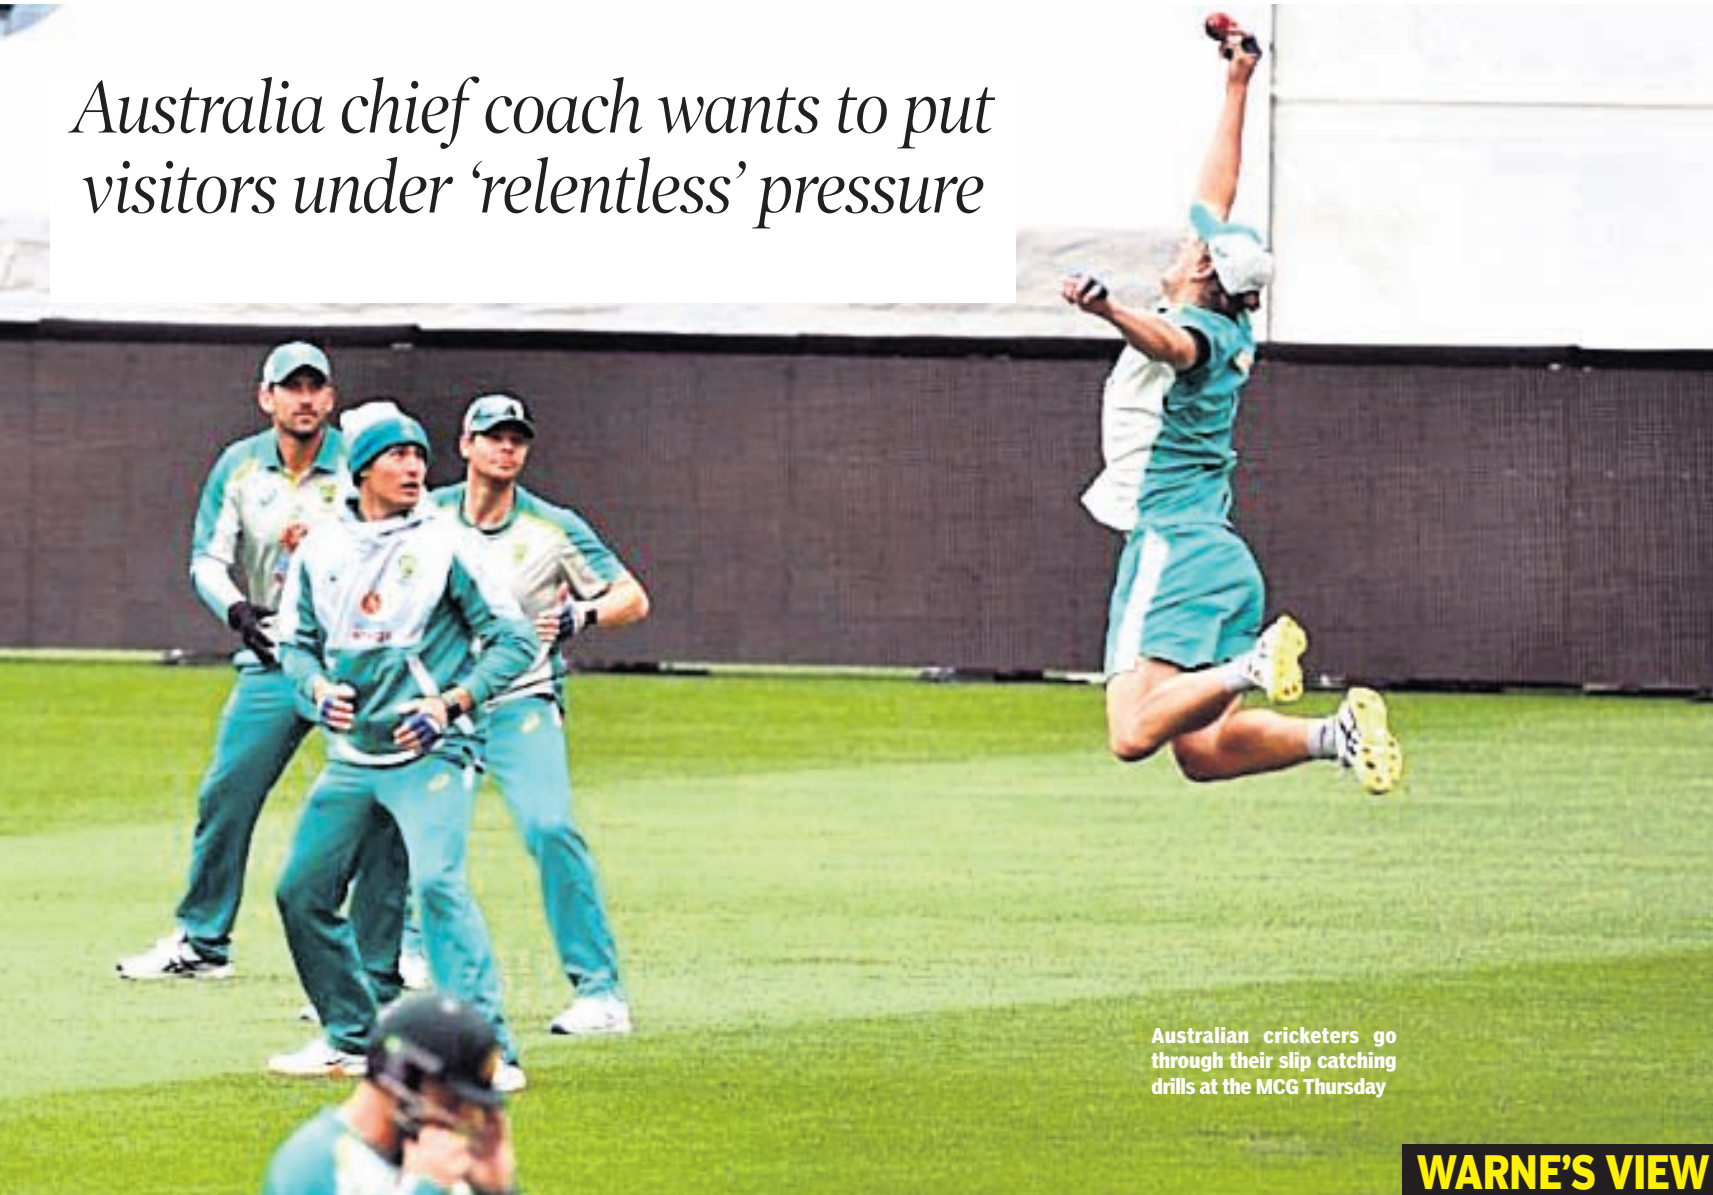 Australia chief coach wants to put
visitors under ‘relentless’ pressure
Australian cricketers go
through their slip catching
drills at the MCG Thursday
WARNE’S VIEW